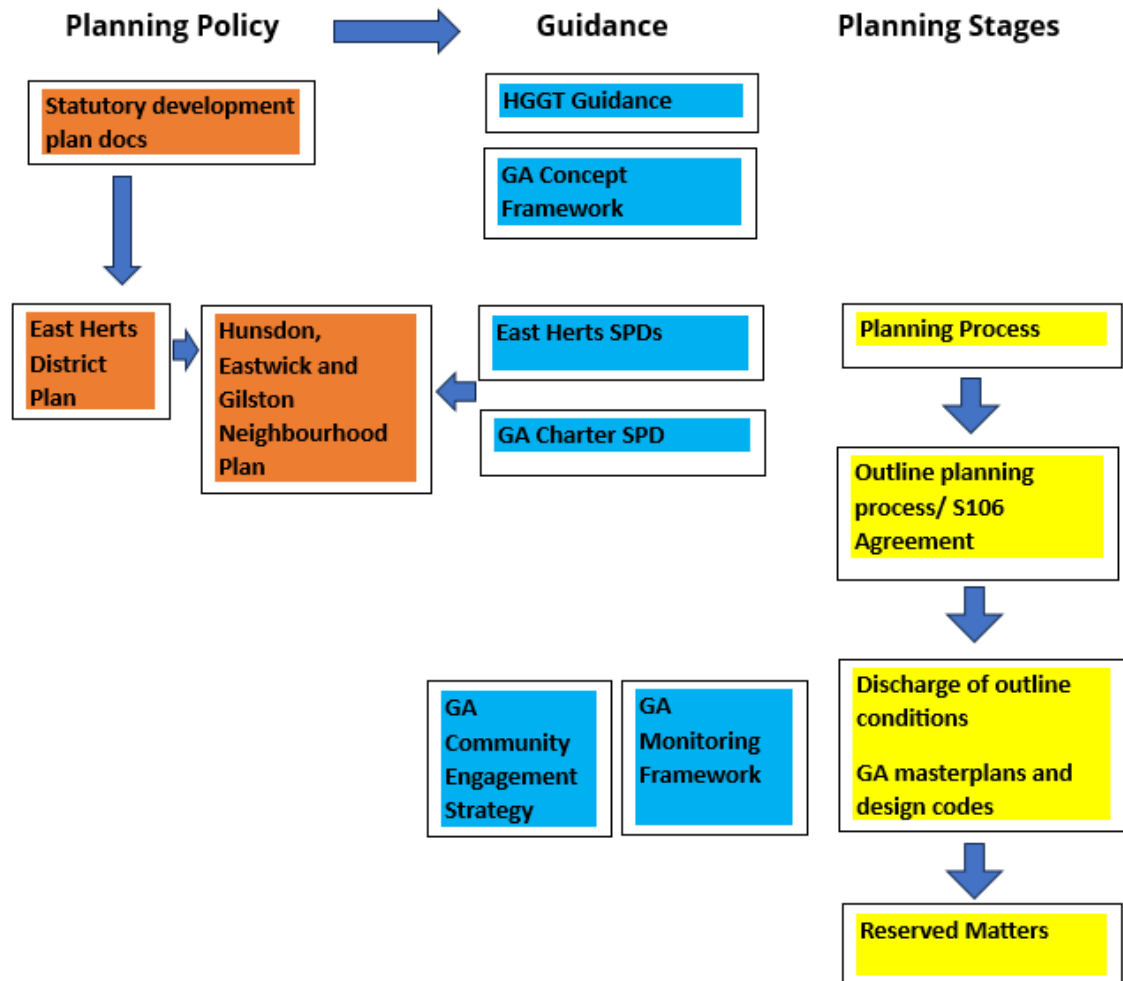 Planning Policy
Guidance
Planning Stages
Statutory development
plan docs
HGGT Guidance
GA Concept
Framework
East Herts
District
Plan
Hunsdon,
Eastwick and
Gilston
Neighbourhood
Plan
East Herts SPDs
GA Charter SPD
Planning Process
Outline planning
process/ S106
Agreement
GA
Community
Engagement
Strategy
GA
Monitoring
Framework
Discharge of outline
conditions
GA masterplans and
design codes
Reserved Matters